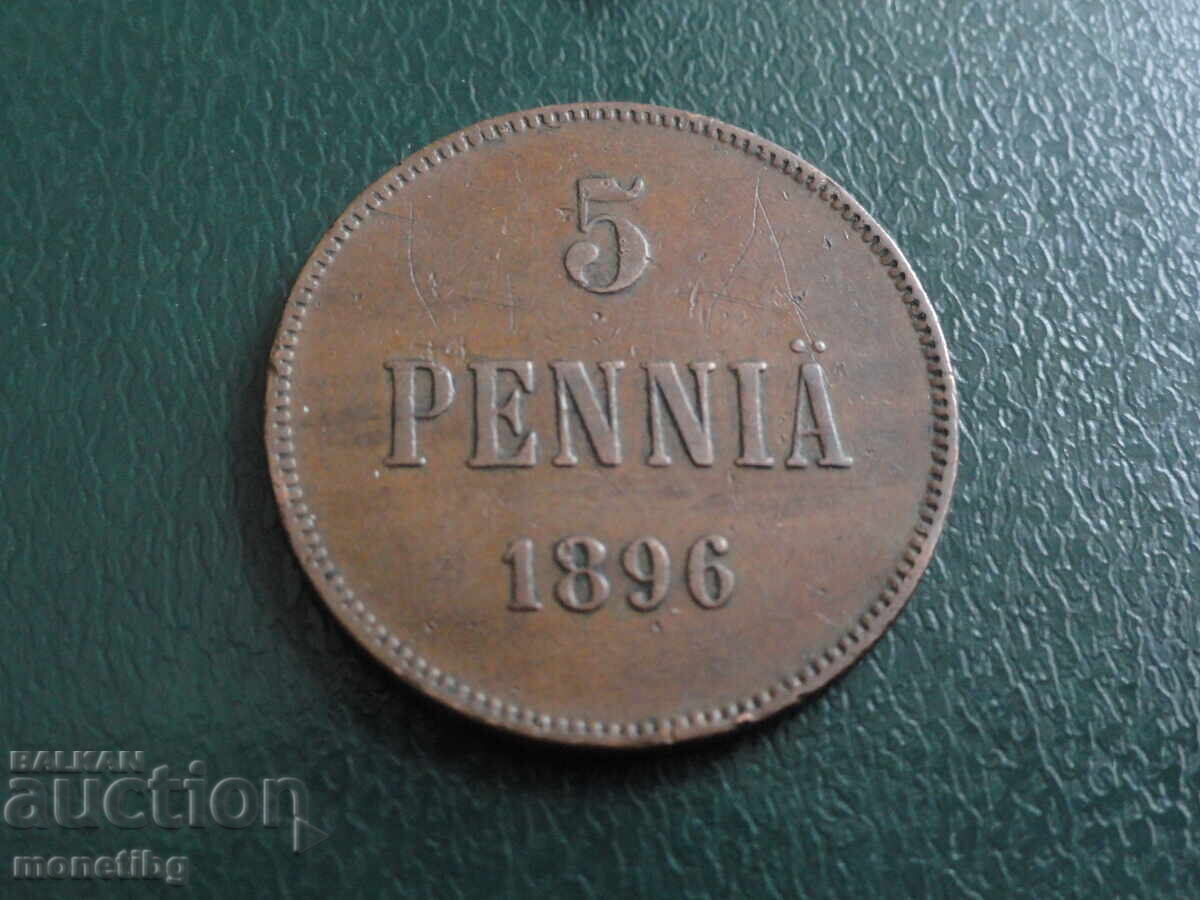 5
PENNIÄ
1896
BALKAN
auction
monetibg